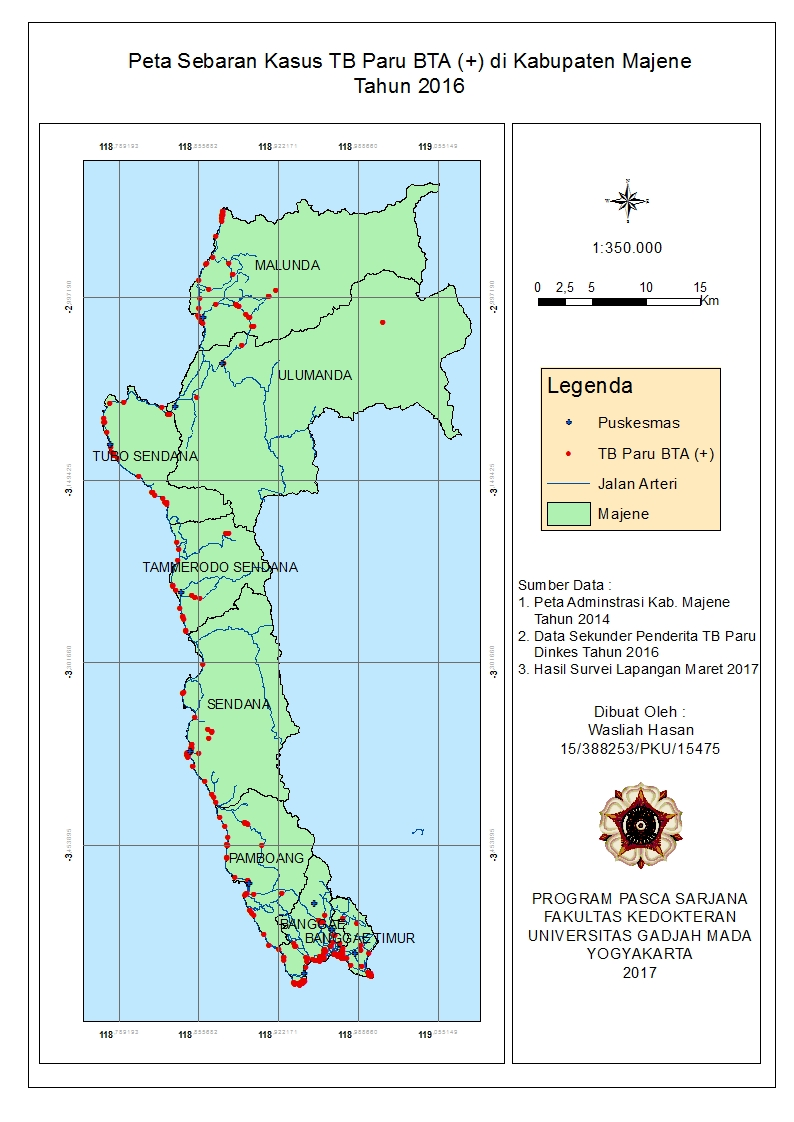 Peta Sebaran Kasus TB Paru BTA (+) di Kabupaten Majene
Tahun 2016
MALUNDA
ULUMANDA
TUBO SENDANA
TAMMERODO SENDANA
SENDANA
PAMBOANG
BANGGAE
BANGGAE TIMUR
1:350.000
0 2,5 5 10 15
Km
Legenda
Puskesmas
TB Paru BTA (+)
Jalan Arteri
Majene
Sumber Data :
1. Peta Adminstrasi Kab. Majene
Tahun 2014
2. Data Sekunder Penderita TB Paru
Dinkes Tahun 2016
3. Hasil Survei Lapangan Maret 2017
Dibuat Oleh :
Wasliah Hasan
15/388253/PKU/15475
PROGRAM PASCA SARJANA
FAKULTAS KEDOKTERAN
UNIVERSITAS GADJAH MADA
YOGYAKARTA
2017